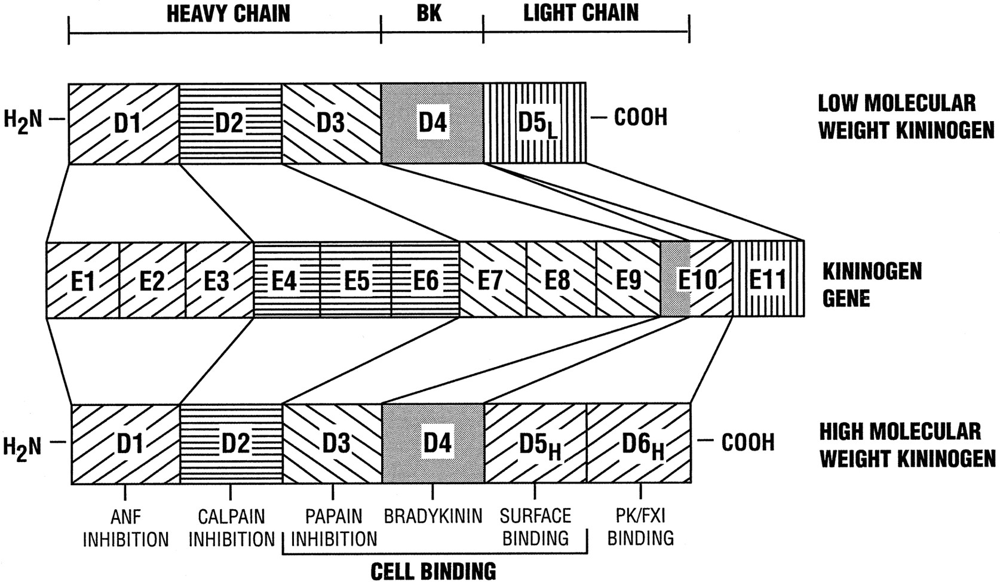 HEAVY CHAIN BK LIGHT CHAIN
H2N D1 D2 D3 D4 D5L COOH
LOW MOLECULAR
WEIGHT KININOGEN
E1 E2 E3 E4 E5 E6 E7 E8 E9 E10 E11
KININOGEN
GENE
H2N D1 D2 D3 D4 D5H D6H COOH
HIGH MOLECULAR
WEIGHT KININOGEN
ANF
INHIBITION
CALPAIN
INHIBITION
PAPAIN
INHIBITION
BRADYKININ
SURFACE
BINDING
PK/FXI
BINDING
CELL BINDING